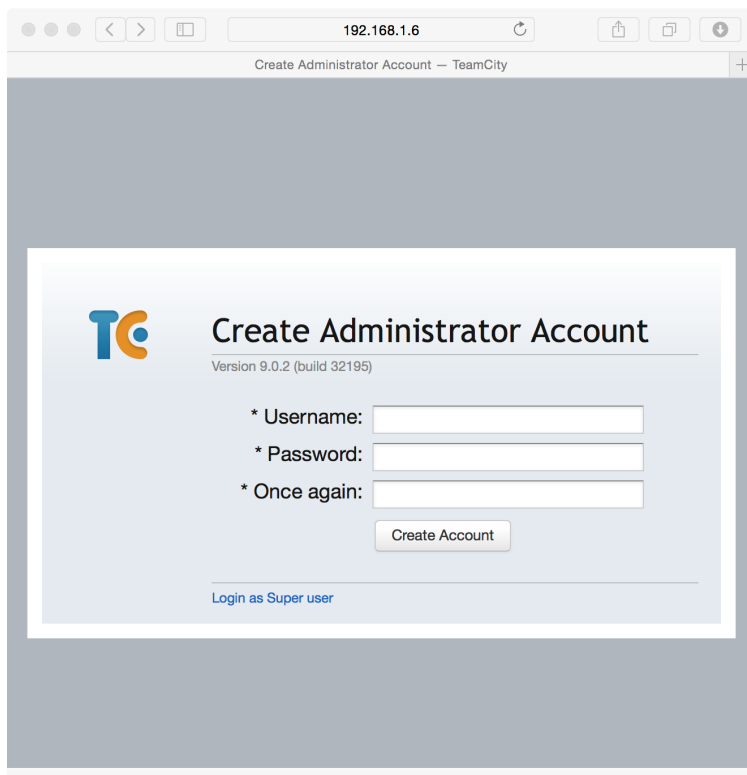 192.168.1.6
Create Administrator Account — TeamCity
TC
Create Administrator Account
Version 9.0.2 (build 32195)
* Username:
* Password:
* Once again:
Create Account
Login as Super user